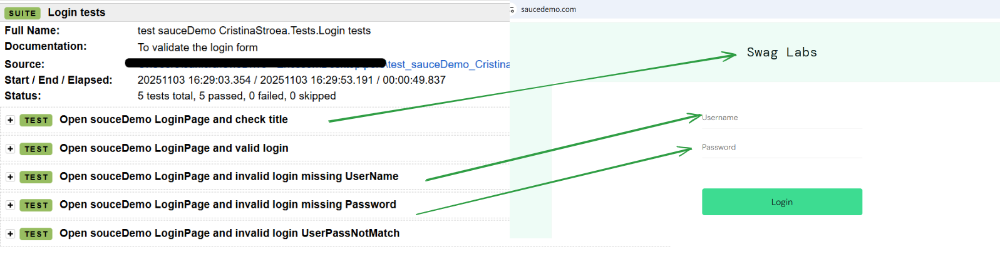 SUITE Login tests
Full Name: test sauceDemo CristinaStroea.Tests.Login tests
Documentation: To validate the login form
Source: \test_sauceDemo_Cristina
Start / End / Elapsed: 20251103 16:29:03.354 / 20251103 16:29:53.191 / 00:00:49.837
Status: 5 tests total, 5 passed, 0 failed, 0 skipped
+ TEST Open souceDemo LoginPage and check title
+ TEST Open souceDemo LoginPage and valid login
+ TEST Open souceDemo LoginPage and invalid login missing UserName
+ TEST Open souceDemo LoginPage and invalid login missing Password
+ TEST Open souceDemo LoginPage and invalid login UserPassNotMatch
saucedemo.com
Swag Labs
Username
Password
Login